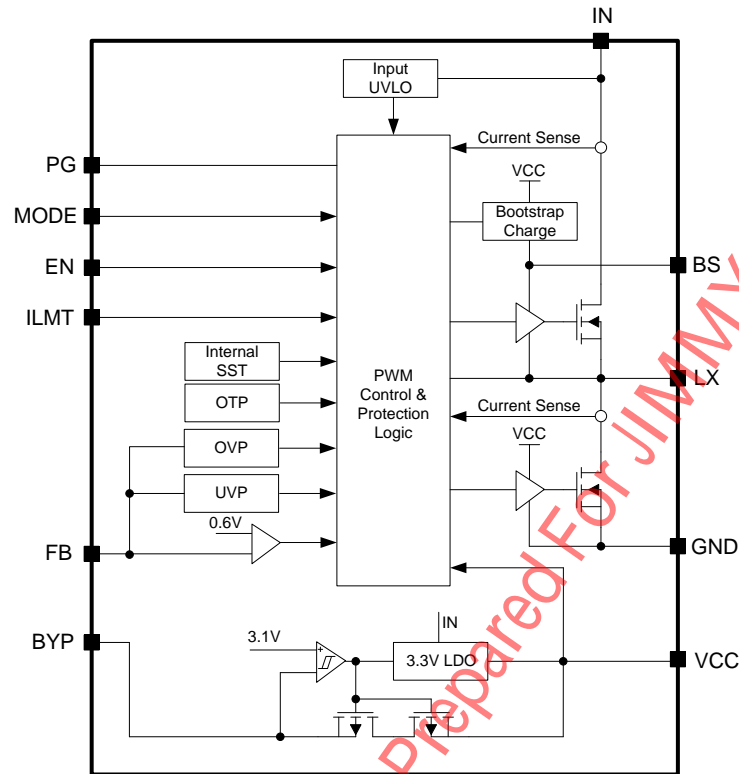 IN
Input
UVLO
Current Sense
PG
VCC
MODE
Bootstrap
Charge
EN
BS
ILMT
Internal
SST
PWM
Control &
Protection
Logic
LX
OTP
Current Sense
OVP
VCC
UVP
0.6V
FB
GND
BYP
IN
3.1V
+
-
3.3V LDO
VCC
Prepared For JIMMY